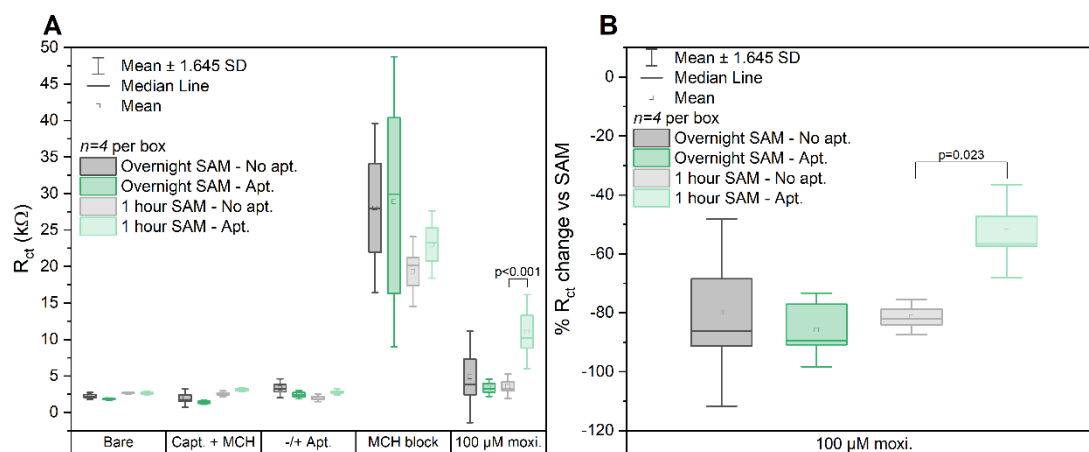 A
50
45
40
35
30
25
20
15
10
5
0
R_ct (kΩ)
Mean ± 1.645 SD
Median Line
Mean
n=4 per box
Overnight SAM - No apt.
Overnight SAM - Apt.
1 hour SAM - No apt.
1 hour SAM - Apt.
p<0.001
Bare
Capt. + MCH
-/+ Apt.
MCH block
100 µM moxi.
B
0
-20
-40
-60
-80
-100
-120
% R_ct change vs SAM
Mean ± 1.645 SD
Median Line
Mean
n=4 per box
Overnight SAM - No apt.
Overnight SAM - Apt.
1 hour SAM - No apt.
1 hour SAM - Apt.
p=0.023
100 µM moxi.